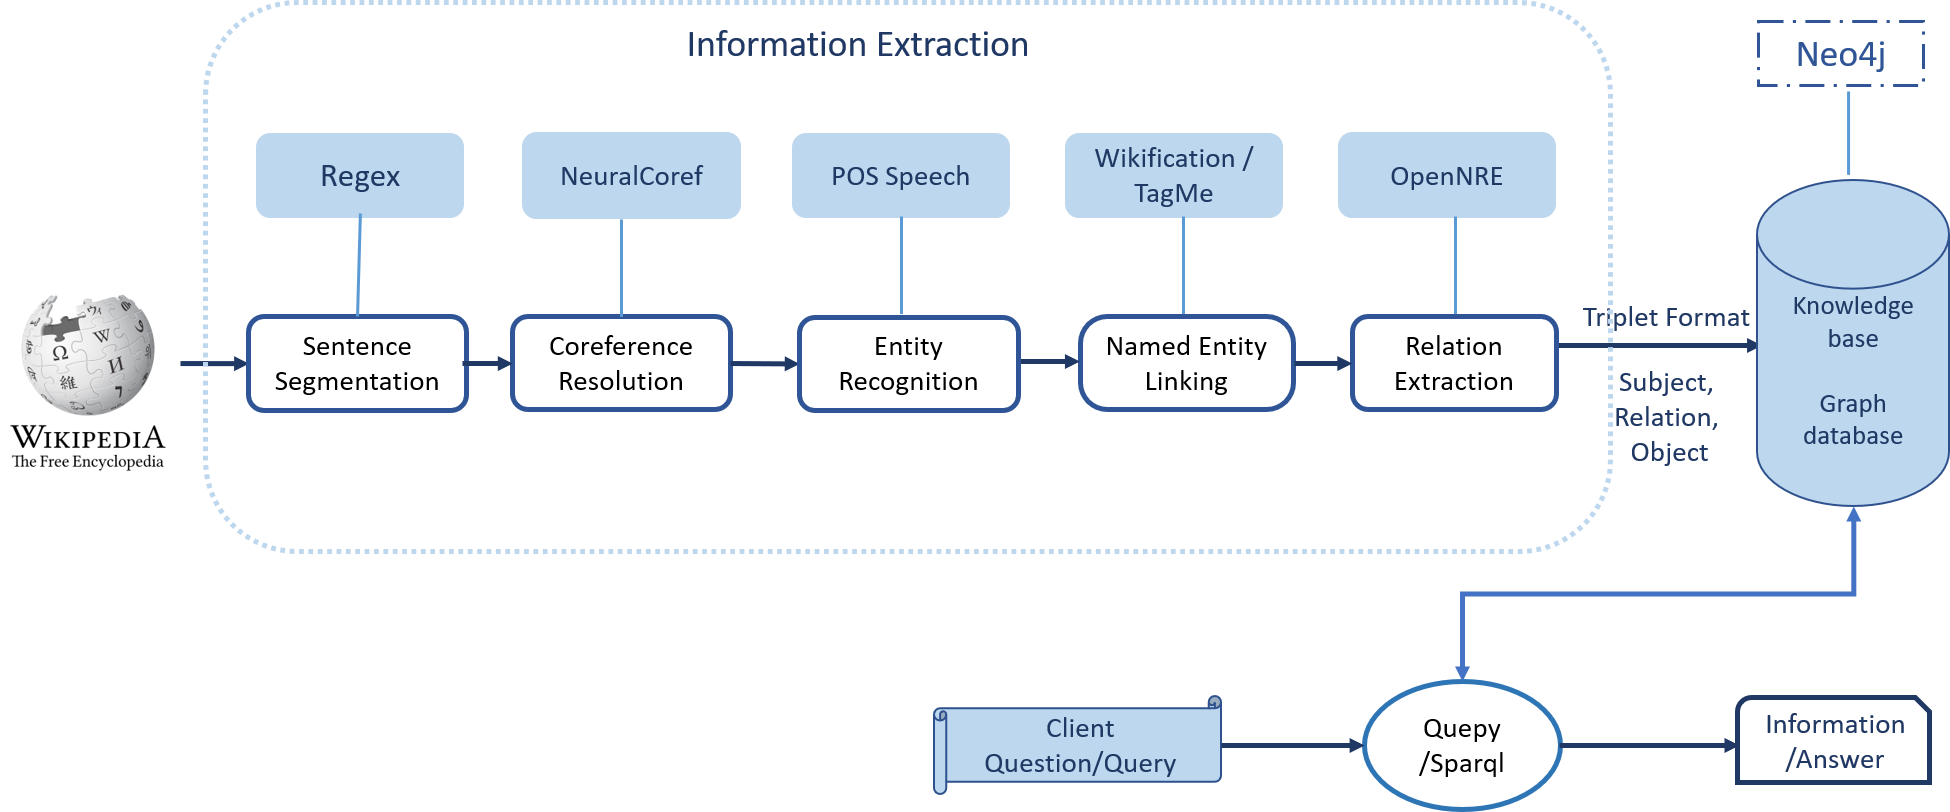 Information Extraction
Neo4j
Regex
NeuralCoref
POS Speech
Wikification /
TagMe
OpenNRE
Sentence
Segmentation
Coreference
Resolution
Entity
Recognition
Named Entity
Linking
Relation
Extraction
Triplet Format
Subject,
Relation,
Object
Knowledge
base
Graph
database
Ω
W
И
維
WIKIPEDIA
The Free Encyclopedia
Client
Question/Query
Quepy
/Sparql
Information
/Answer